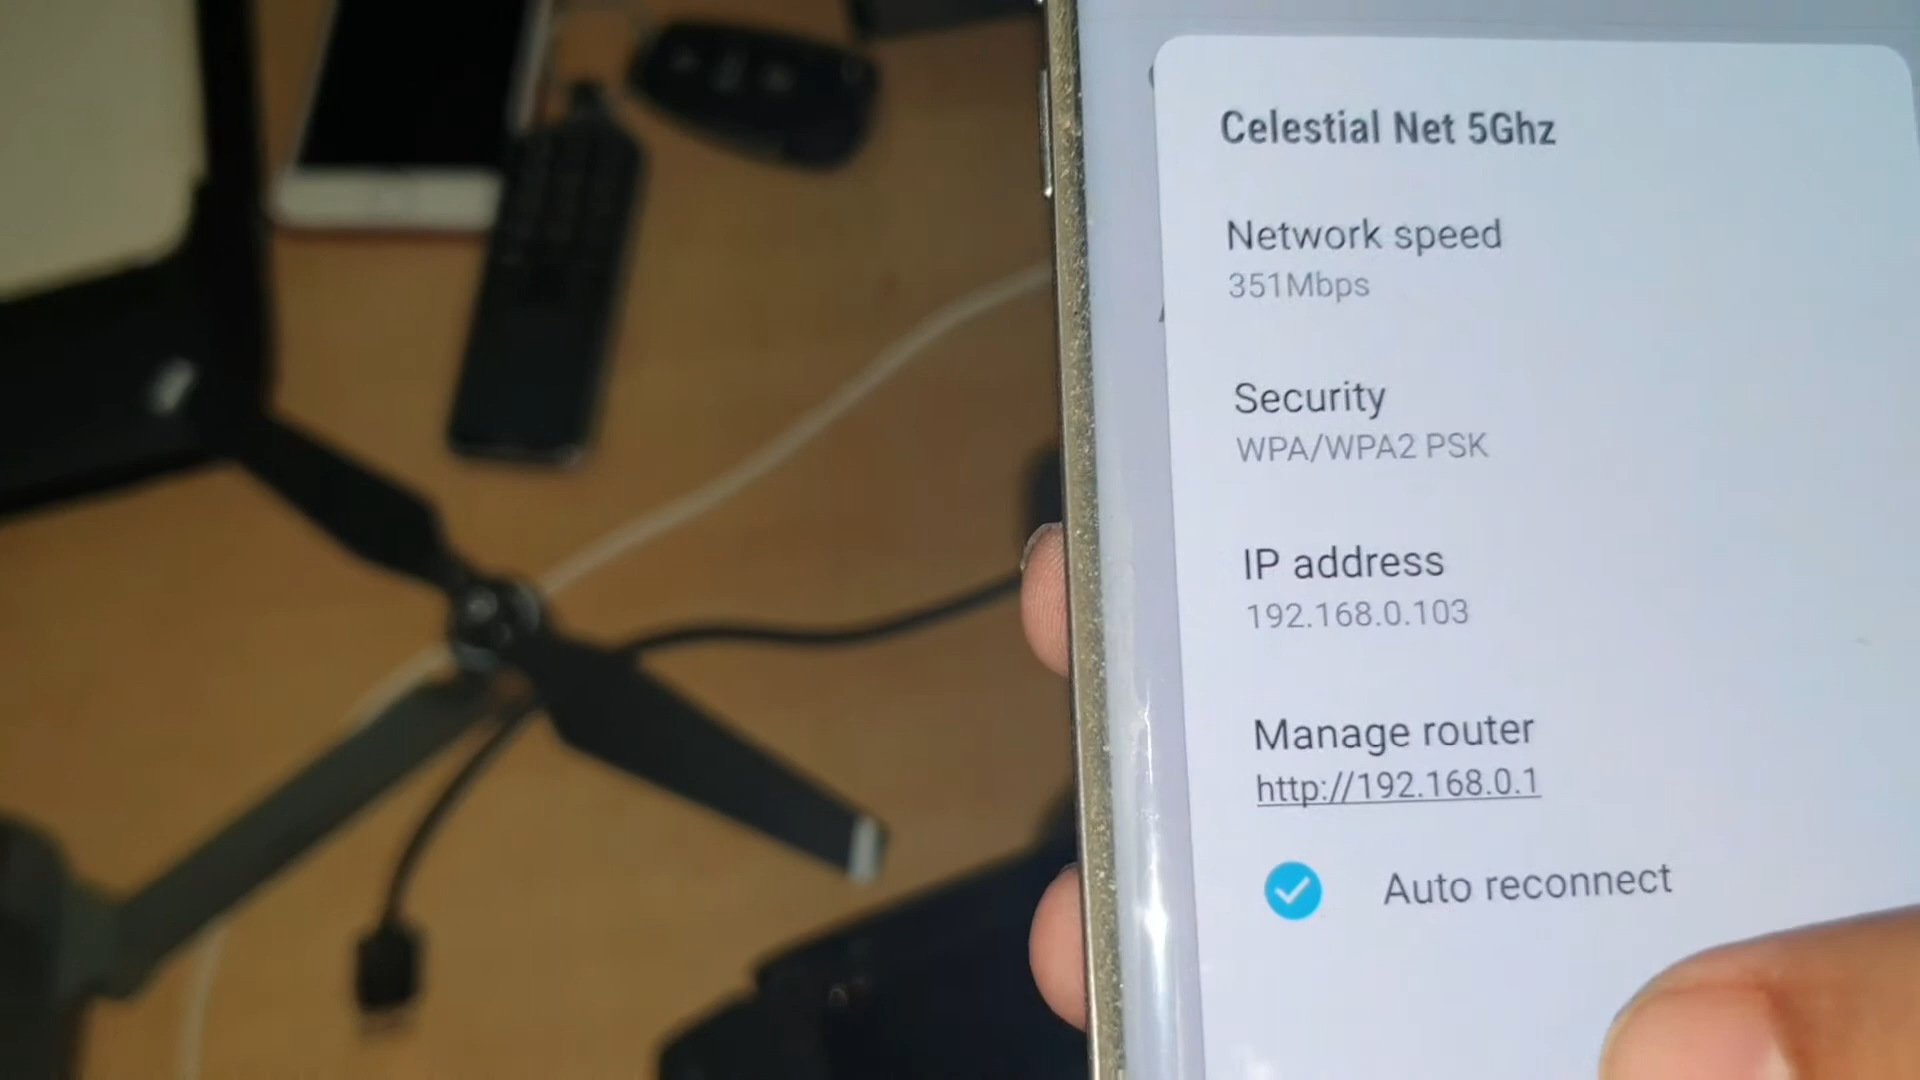 Celestial Net 5Ghz
Network speed
351Mbps
Security
WPA/WPA2 PSK
IP address
192.168.0.103
Manage router
http://192.168.0.1
Auto reconnect